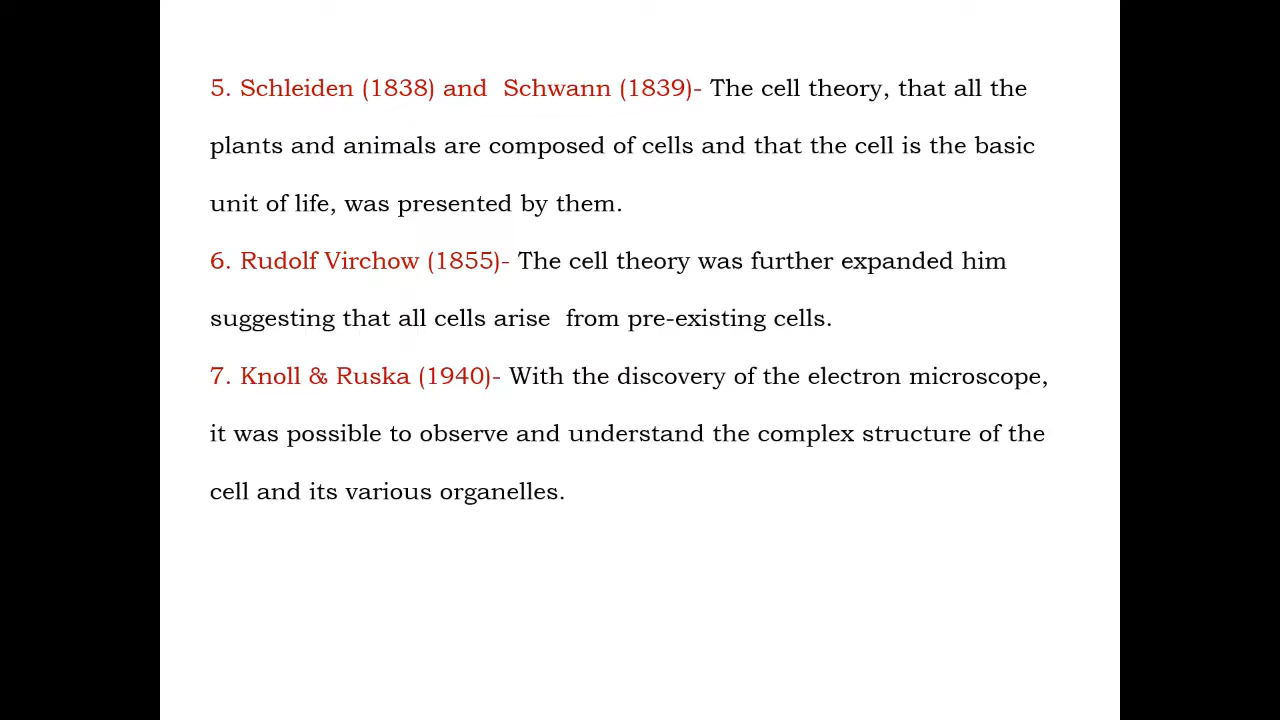 5. Schleiden (1838) and  Schwann (1839)- The cell theory, that all the
plants and animals are composed of cells and that the cell is the basic
unit of life, was presented by them.
6. Rudolf Virchow (1855)- The cell theory was further expanded him
suggesting that all cells arise  from pre-existing cells.
7. Knoll & Ruska (1940)- With the discovery of the electron microscope,
it was possible to observe and understand the complex structure of the
cell and its various organelles.